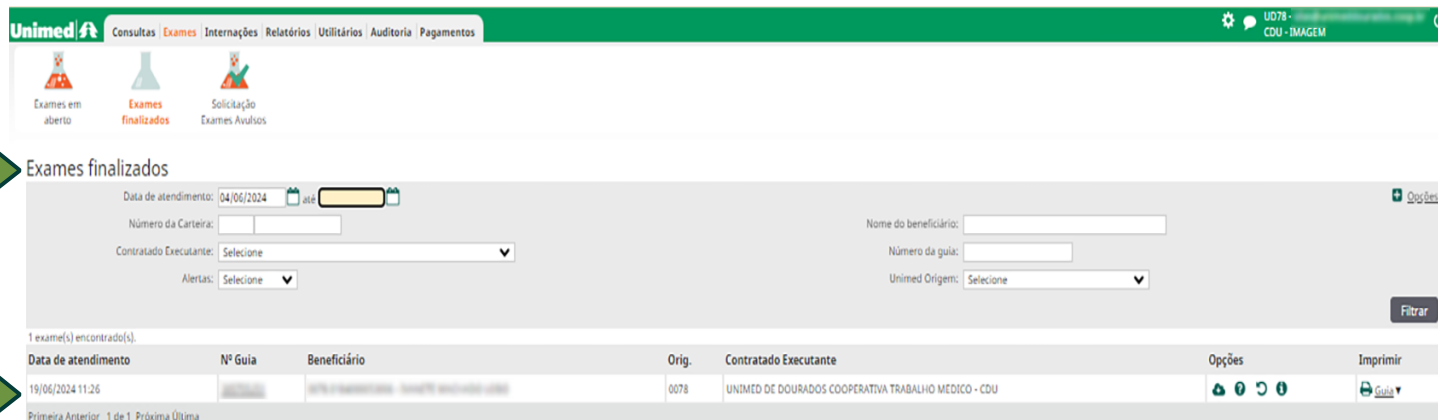 Unimed Consultas Exames Internações Relatórios Utilitários Auditoria Pagamentos UD78 -
CDU - IMAGEM
Exames em aberto Exames finalizados Solicitação Exames Avulsos
Exames finalizados
Data de atendimento: 04/06/2024 até
Opções
Número da Carteira: Nome do beneficiário:
Contratado Executante: Selecione Número da guia:
Alertas: Selecione Unimed Origem: Selecione
Filtrar
1 exame(s) encontrado(s).
Data de atendimento Nº Guia Beneficiário Orig. Contratado Executante Opções Imprimir
19/06/2024 11:26 0078 UNIMED DE DOURADOS COOPERATIVA TRABALHO MEDICO - CDU Guia
Primeira Anterior 1 de 1 Próxima Última